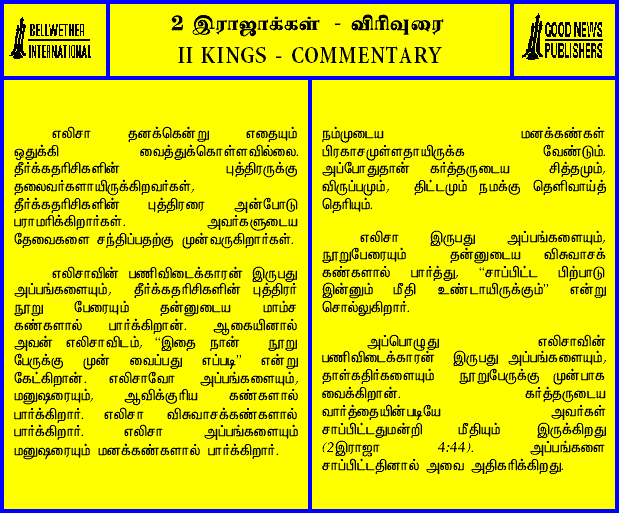 BELLWETHER
INTERNATIONAL
2 இராஜாக்கள் - விரிவுரை
II KINGS - COMMENTARY
GOOD NEWS
PUBLISHERS
எலிசா தனக்கென்று எதையும்
ஒதுக்கி வைத்துக்கொள்ளவில்லை.
தீர்க்கதரிசிகளின் புத்திரருக்கு
தலைவர்களாயிருக்கிறவர்கள்,
தீர்க்கதரிசிகளின் புத்திரரை அன்போடு
பராமரிக்கிறார்கள். அவர்களுடைய
தேவைகளை சந்திப்பதற்கு முன்வருகிறார்கள்.
எலிசாவின் பணிவிடைக்காரன் இருபது
அப்பங்களையும், தீர்க்கதரிசிகளின் புத்திரர்
நூறு பேரையும் தன்னுடைய மாம்ச
கண்களால் பார்க்கிறான். ஆகையினால்
அவன் எலிசாவிடம், “இதை நான் நூறு
பேருக்கு முன் வைப்பது எப்படி” என்று
கேட்கிறான். எலிசாவோ அப்பங்களையும்,
மனுஷரையும், ஆவிக்குரிய கண்களால்
பார்க்கிறார். எலிசா விசுவாசக்கண்களால்
பார்க்கிறார். எலிசா அப்பங்களையும்
மனுஷரையும் மனக்கண்களால் பார்க்கிறார்.
நம்முடைய மனக்கண்கள்
பிரகாசமுள்ளதாயிருக்க வேண்டும்.
அப்போதுதான் கர்த்தருடைய சித்தமும்,
விருப்பமும், திட்டமும் நமக்கு தெளிவாய்த்
தெரியும்.
எலிசா இருபது அப்பங்களையும்,
நூறுபேரையும் தன்னுடைய விசுவாசக்
கண்களால் பார்த்து, “சாப்பிட்ட பிற்பாடு
இன்னும் மீதி உண்டாயிருக்கும்” என்று
சொல்லுகிறார்.
அப்பொழுது எலிசாவின்
பணிவிடைக்காரன் இருபது அப்பங்களையும்,
தாள்கதிர்களையும் நூறுபேருக்கு முன்பாக
வைக்கிறான். கர்த்தருடைய
வார்த்தையின்படியே அவர்கள்
சாப்பிட்டதுமன்றி மீதியும் இருக்கிறது
(2இராஜா 4:44). அப்பங்களை
சாப்பிட்டதினால் அவை அதிகரிக்கிறது.